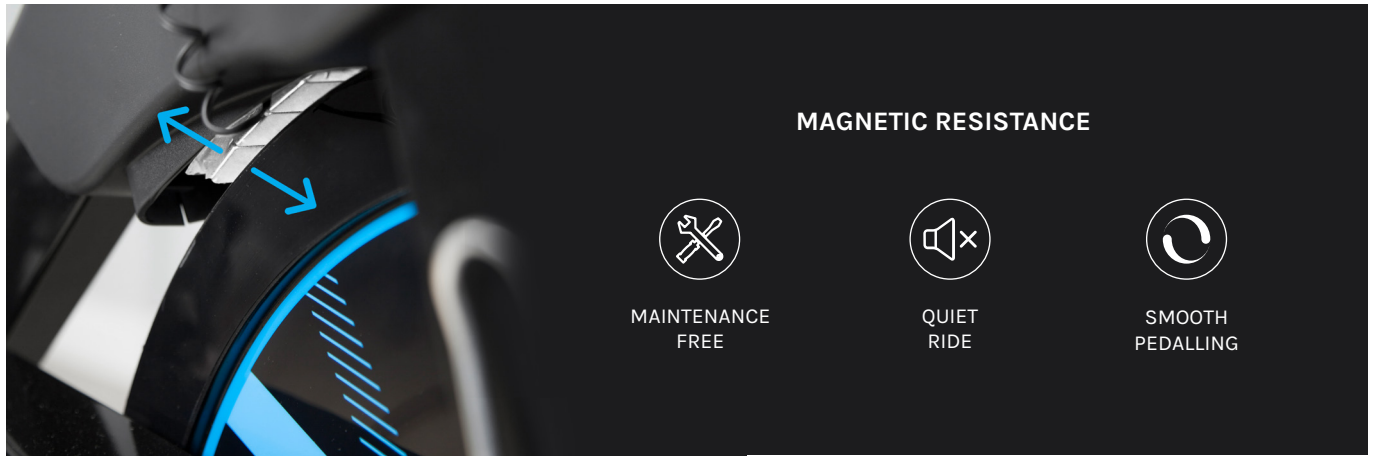 MAGNETIC RESISTANCE
MAINTENANCE
FREE
QUIET
RIDE
SMOOTH
PEDALLING